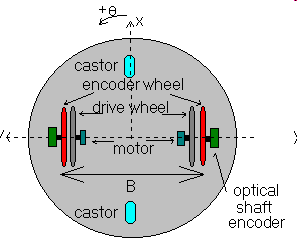 +θ
X
castor
encoder wheel
drive wheel
motor
B
castor
optical
shaft
encoder